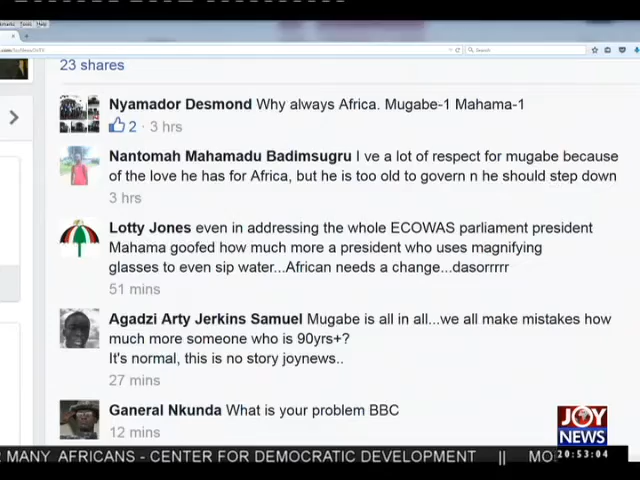 Tools Help
Search
23 shares
Nyamador Desmond Why always Africa. Mugabe-1 Mahama-1
2 · 3 hrs
Nantomah Mahamadu Badimsugru I ve a lot of respect for mugabe because
of the love he has for Africa, but he is too old to govern n he should step down
3 hrs
Lotty Jones even in addressing the whole ECOWAS parliament president
Mahama goofed how much more a president who uses magnifying
glasses to even sip water...African needs a change...dasorrrrr
51 mins
Agadzi Arty Jerkins Samuel Mugabe is all in all...we all make mistakes how
much more someone who is 90yrs+?
It's normal, this is no story joynews..
27 mins
Ganeral Nkunda What is your problem BBC
12 mins
JOY
NEWS
R MANY AFRICANS - CENTER FOR DEMOCRATIC DEVELOPMENT || MO
20:53:04